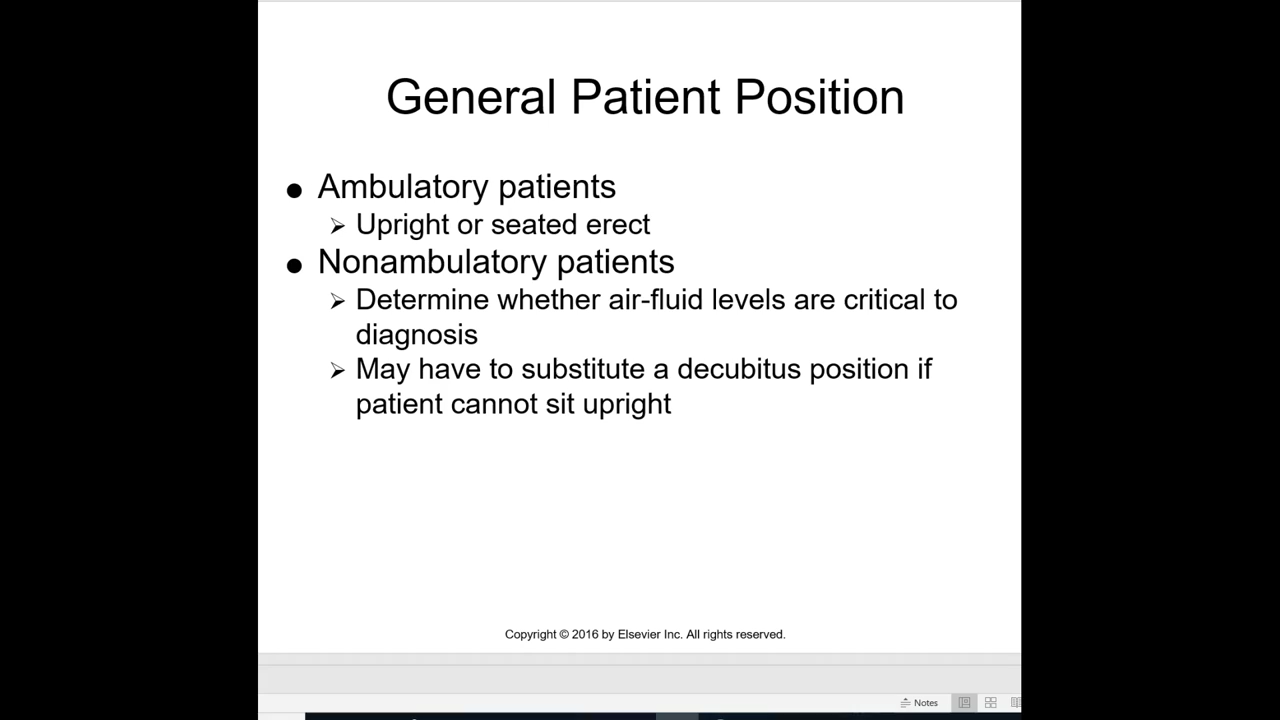 General Patient Position
● Ambulatory patients
➢ Upright or seated erect
● Nonambulatory patients
➢ Determine whether air-fluid levels are critical to
diagnosis
➢ May have to substitute a decubitus position if
patient cannot sit upright
Copyright © 2016 by Elsevier Inc. All rights reserved.
Notes